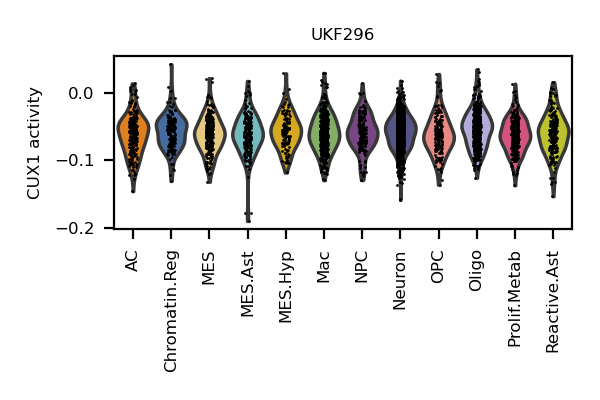 UKF296
CUX1 activity
0.0
−0.1
−0.2
AC
Chromatin.Reg
MES
MES.Ast
MES.Hyp
Mac
NPC
Neuron
OPC
Oligo
Prolif.Metab
Reactive.Ast